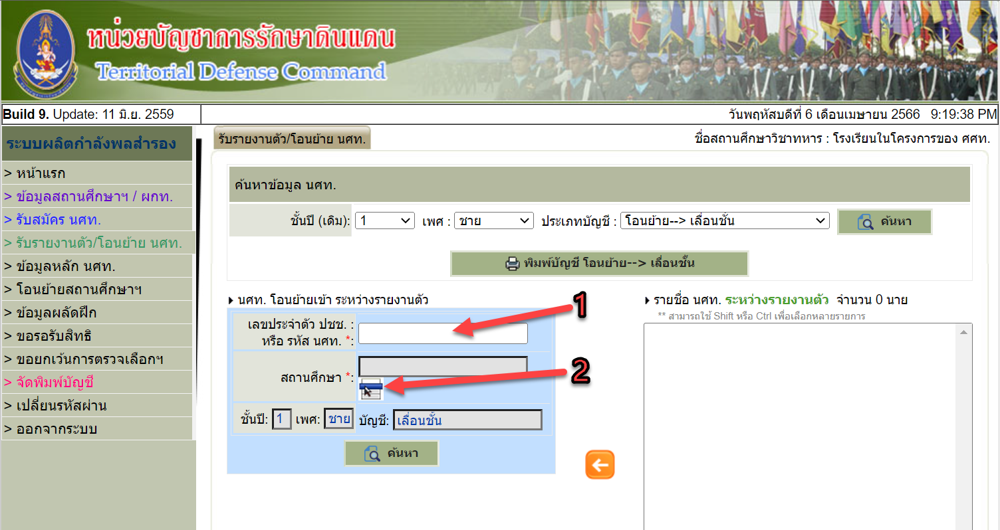 หน่วยบัญชาการรักษาดินแดน
Territorial Defense Command
Build 9. Update: 11 มิ.ย. 2559
วันพฤหัสบดีที่ 6 เดือนเมษายน 2566 9:19:38 PM
ระบบผลิตกำลังพลสำรอง
> หน้าแรก
> ข้อมูลสถานศึกษาฯ / ผกท.
> รับสมัคร นศท.
> รับรายงานตัว/โอนย้าย นศท.
> ข้อมูลหลัก นศท.
> โอนย้ายสถานศึกษาฯ
> ข้อมูลผลัดฝึก
> ขอรอรับสิทธิ
> ขอยกเว้นการตรวจเลือกฯ
> จัดพิมพ์บัญชี
> เปลี่ยนรหัสผ่าน
> ออกจากระบบ
รับรายงานตัว/โอนย้าย นศท.
ชื่อสถานศึกษาวิชาทหาร : โรงเรียนในโครงการของ ศศท.
ค้นหาข้อมูล นศท.
ชั้นปี (เดิม): 1 เพศ : ชาย ประเภทบัญชี : โอนย้าย--> เลื่อนชั้น ค้นหา
พิมพ์บัญชี โอนย้าย--> เลื่อนชั้น
นศท. โอนย้ายเข้า ระหว่างรายงานตัว
เลขประจำตัว ปชช. :
หรือ รหัส นศท. *:
1
สถานศึกษา *:
2
ชั้นปี: 1 เพศ: ชาย บัญชี: เลื่อนชั้น
ค้นหา
รายชื่อ นศท. ระหว่างรายงานตัว จำนวน 0 นาย
** สามารถใช้ Shift หรือ Ctrl เพื่อเลือกหลายรายการ